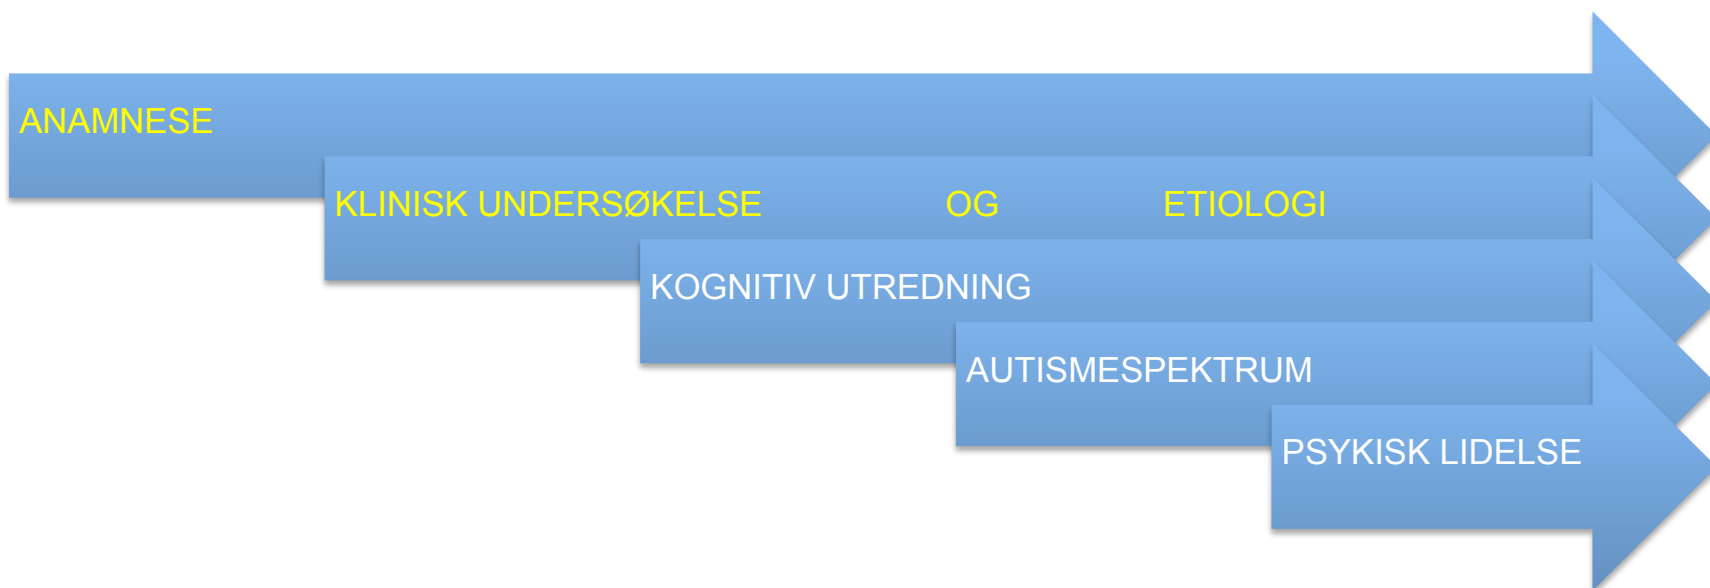 ANAMNESE
KLINISK UNDERSØKELSE OG ETIOLOGI
KOGNITIV UTREDNING
AUTISMESPEKTRUM
PSYKISK LIDELSE